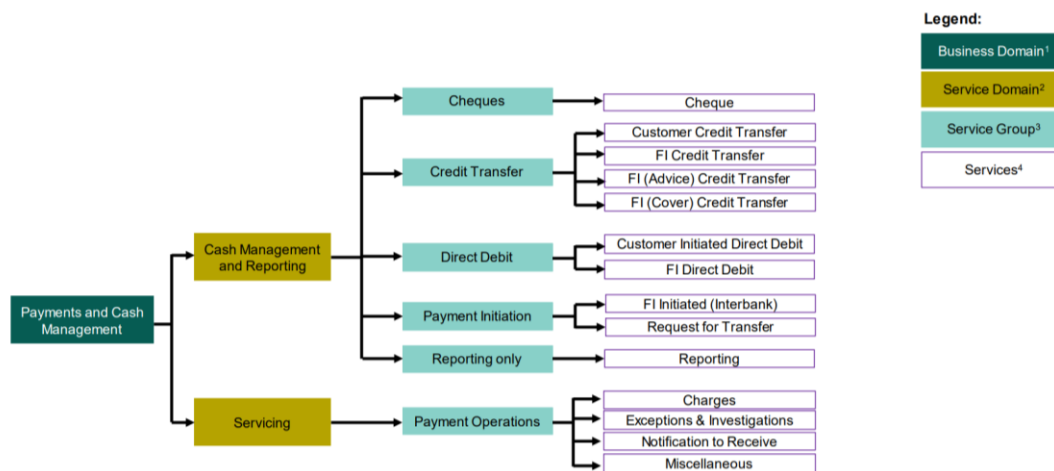 Legend:
Business Domain¹
Service Domain²
Service Group³
Services⁴
Payments and Cash
Management
Cash Management
and Reporting
Servicing
Cheques
Credit Transfer
Direct Debit
Payment Initiation
Reporting only
Payment Operations
Cheque
Customer Credit Transfer
FI Credit Transfer
FI (Advice) Credit Transfer
FI (Cover) Credit Transfer
Customer Initiated Direct Debit
FI Direct Debit
FI Initiated (Interbank)
Request for Transfer
Reporting
Charges
Exceptions & Investigations
Notification to Receive
Miscellaneous